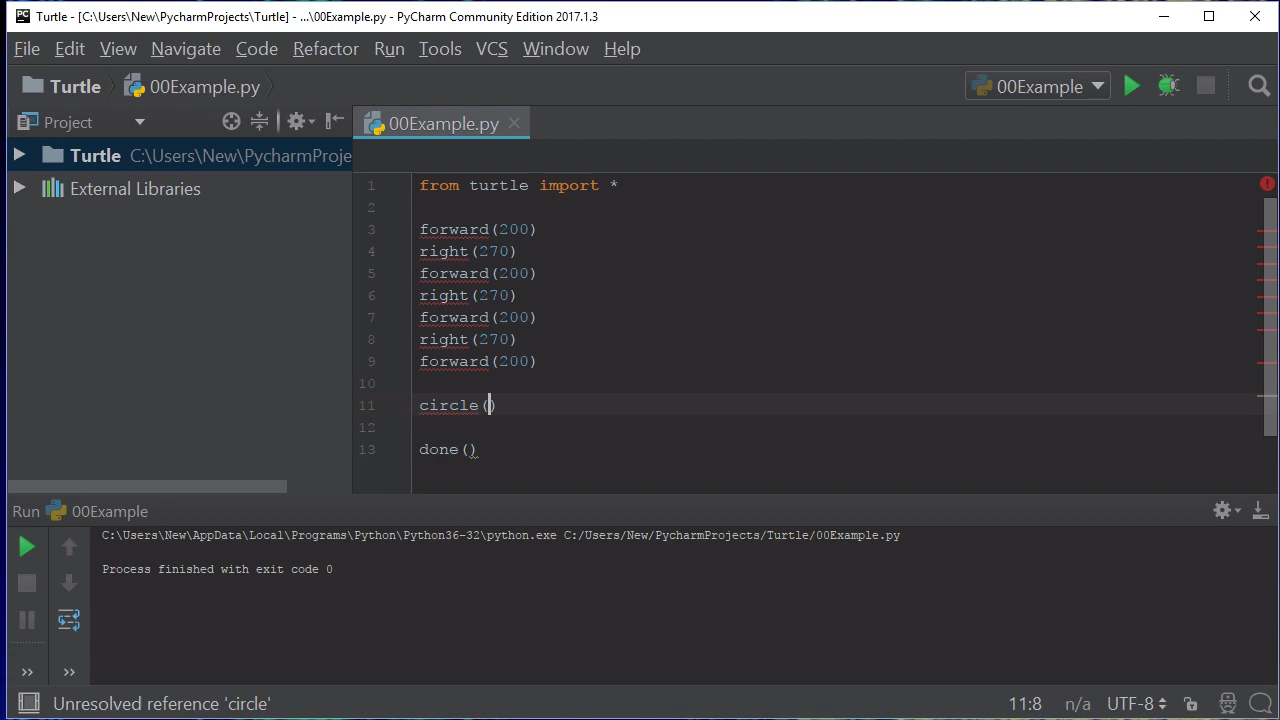 Turtle - [C:\Users\New\PycharmProjects\Turtle] - ...\00Example.py - PyCharm Community Edition 2017.1.3
File Edit View Navigate Code Refactor Run Tools VCS Window Help
Turtle 00Example.py 00Example
Project
00Example.py
Turtle C:\Users\New\PycharmProje
External Libraries
1 from turtle import *
2
3 forward(200)
4 right(270)
5 forward(200)
6 right(270)
7 forward(200)
8 right(270)
9 forward(200)
10
11 circle()
12
13 done()
Run 00Example
C:\Users\New\AppData\Local\Programs\Python\Python36-32\python.exe C:/Users/New/PycharmProjects/Turtle/00Example.py
Process finished with exit code 0
Unresolved reference 'circle' 11:8 n/a UTF-8